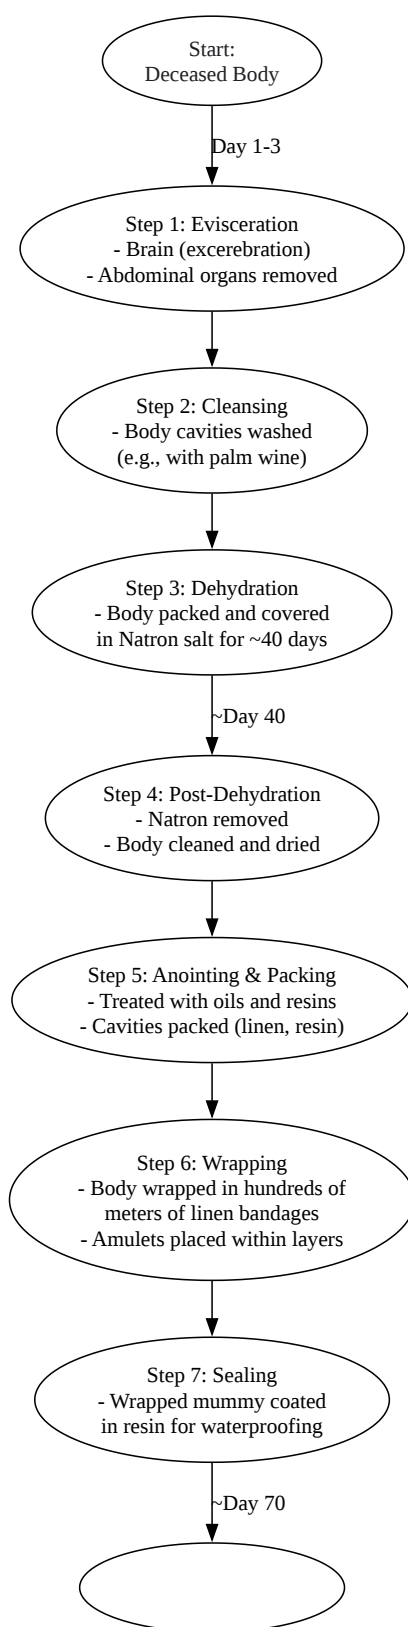 Start:
Deceased Body
Day 1-3
Step 1: Evisceration
- Brain (excerebration)
- Abdominal organs removed
Step 2: Cleansing
- Body cavities washed
(e.g., with palm wine)
Step 3: Dehydration
- Body packed and covered
in Natron salt for ~40 days
~Day 40
Step 4: Post-Dehydration
- Natron removed
- Body cleaned and dried
Step 5: Anointing & Packing
- Treated with oils and resins
- Cavities packed (linen, resin)
Step 6: Wrapping
- Body wrapped in hundreds of
meters of linen bandages
- Amulets placed within layers
Step 7: Sealing
- Wrapped mummy coated
in resin for waterproofing
~Day 70